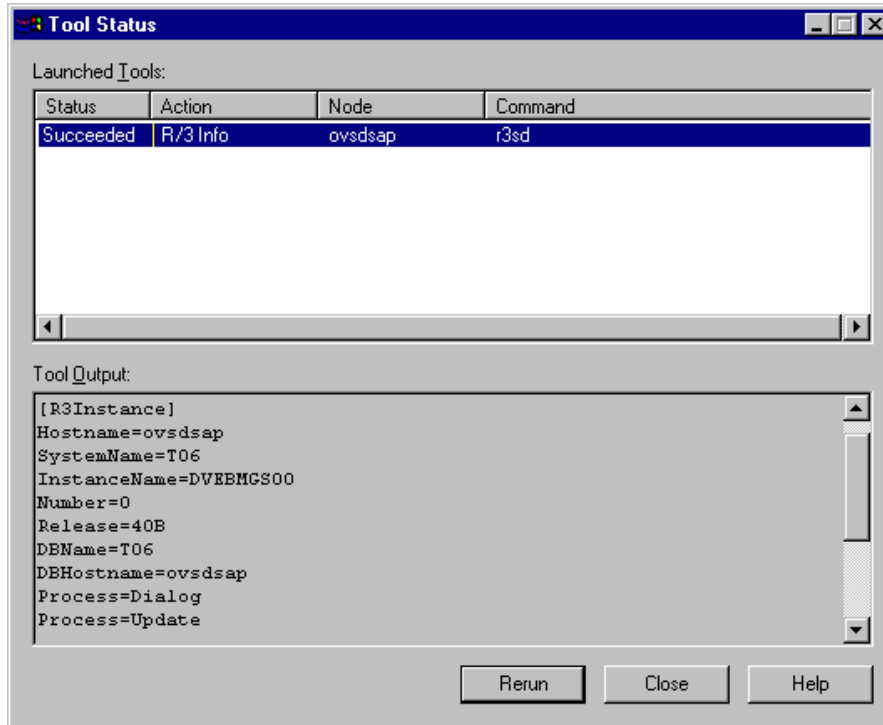 Tool Status
Launched Tools:
Status Action Node Command
Succeeded R/3 Info ovsdsap r3sd
Tool Output:
[R3Instance]
Hostname=ovsdsap
SystemName=T06
InstanceName=DVEBMGS00
Number=0
Release=40B
DBName=T06
DBHostname=ovsdsap
Process=Dialog
Process=Update
Rerun Close Help